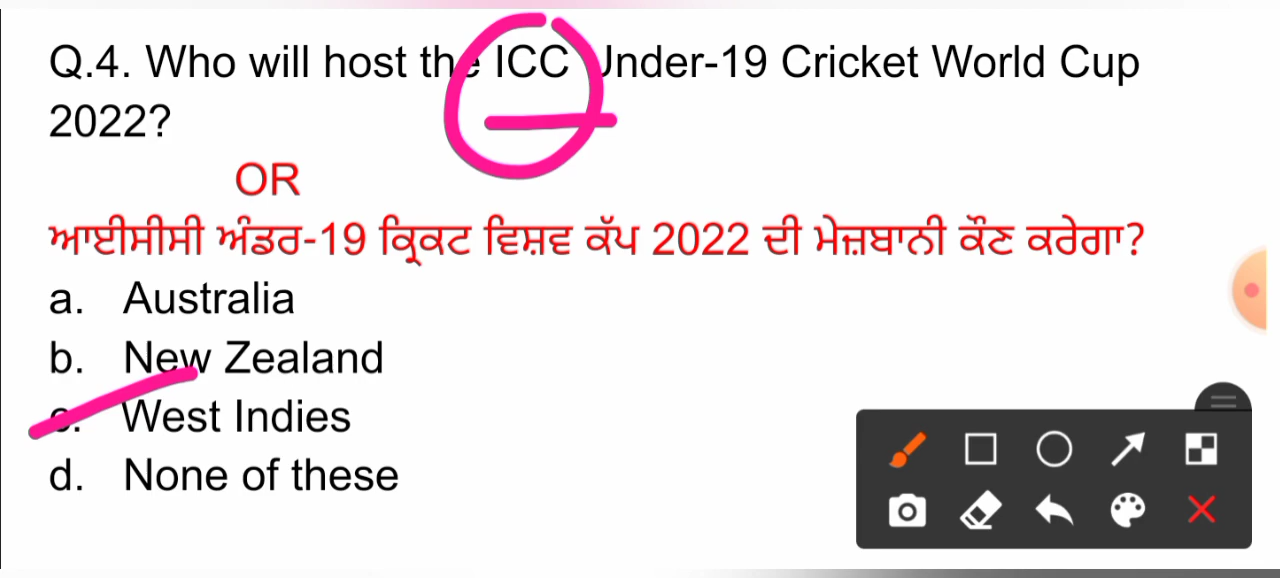 Q.4. Who will host the ICC Under-19 Cricket World Cup
2022?
OR
ਆਈਸੀਸੀ ਅੰਡਰ-19 ਕ੍ਰਿਕਟ ਵਿਸ਼ਵ ਕੱਪ 2022 ਦੀ ਮੇਜ਼ਬਾਨੀ ਕੌਣ ਕਰੇਗਾ?
a. Australia
b. New Zealand
c. West Indies
d. None of these